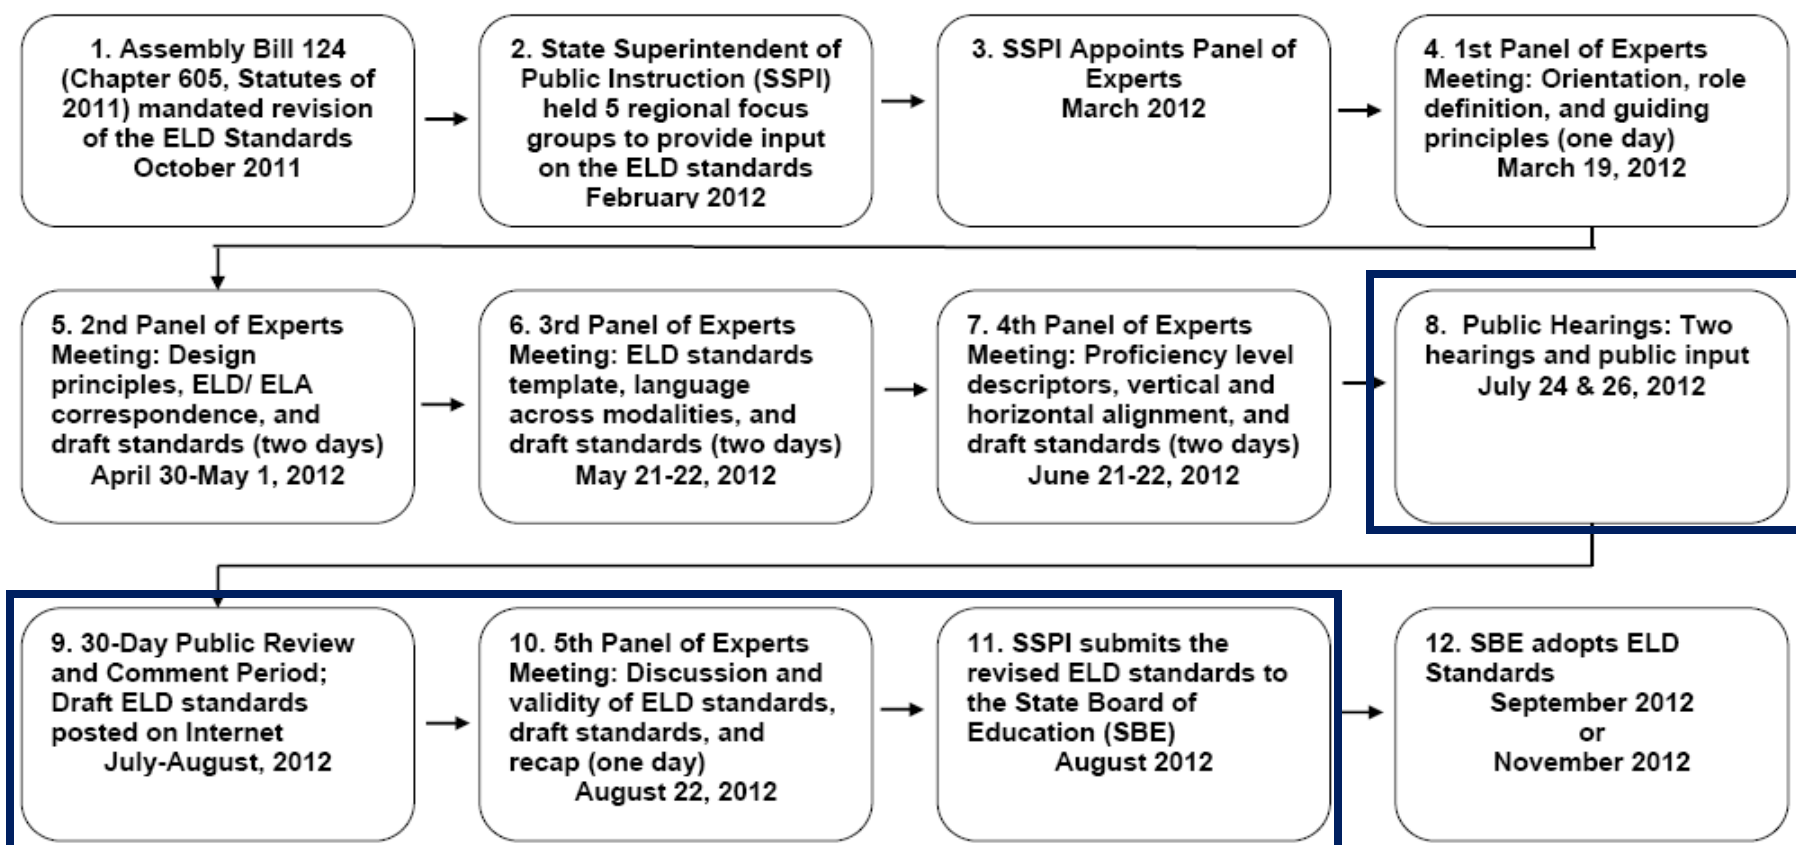 1. Assembly Bill 124
(Chapter 605, Statutes of
2011) mandated revision
of the ELD Standards
October 2011
2. State Superintendent of
Public Instruction (SSPI)
held 5 regional focus
groups to provide input
on the ELD standards
February 2012
3. SSPI Appoints Panel of
Experts
March 2012
4. 1st Panel of Experts
Meeting: Orientation, role
definition, and guiding
principles (one day)
March 19, 2012
5. 2nd Panel of Experts
Meeting: Design
principles, ELD/ ELA
correspondence, and
draft standards (two days)
April 30-May 1, 2012
6. 3rd Panel of Experts
Meeting: ELD standards
template, language
across modalities, and
draft standards (two days)
May 21-22, 2012
7. 4th Panel of Experts
Meeting: Proficiency level
descriptors, vertical and
horizontal alignment, and
draft standards (two days)
June 21-22, 2012
8. Public Hearings: Two
hearings and public input
July 24 & 26, 2012
9. 30-Day Public Review
and Comment Period;
Draft ELD standards
posted on Internet
July-August, 2012
10. 5th Panel of Experts
Meeting: Discussion and
validity of ELD standards,
draft standards, and
recap (one day)
August 22, 2012
11. SSPI submits the
revised ELD standards to
the State Board of
Education (SBE)
August 2012
12. SBE adopts ELD
Standards
September 2012
or
November 2012